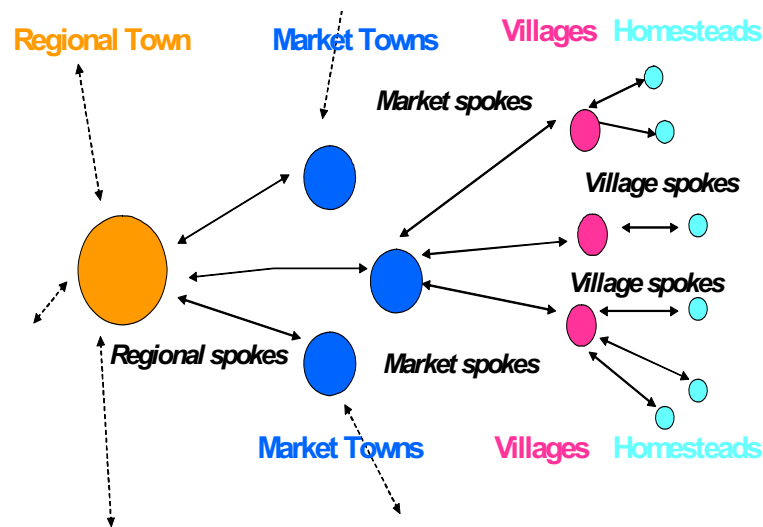 Regional Town
Market Towns
Villages
Homesteads
Market spokes
Village spokes
Village spokes
Regional spokes
Market spokes
Market Towns
Villages
Homesteads